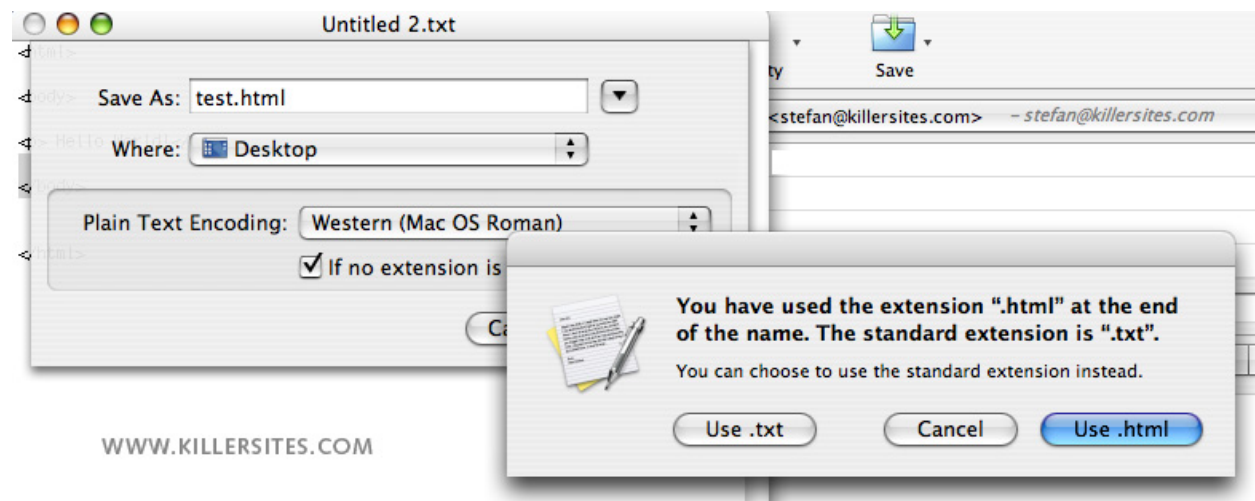 Untitled 2.txt
Save As: test.html
Where: Desktop
Plain Text Encoding: Western (Mac OS Roman)
If no extension is
Save
<stefan@killersites.com> – stefan@killersites.com
You have used the extension “.html” at the end
of the name. The standard extension is “.txt”.
You can choose to use the standard extension instead.
Use .txt Cancel Use .html
WWW.KILLERSITES.COM